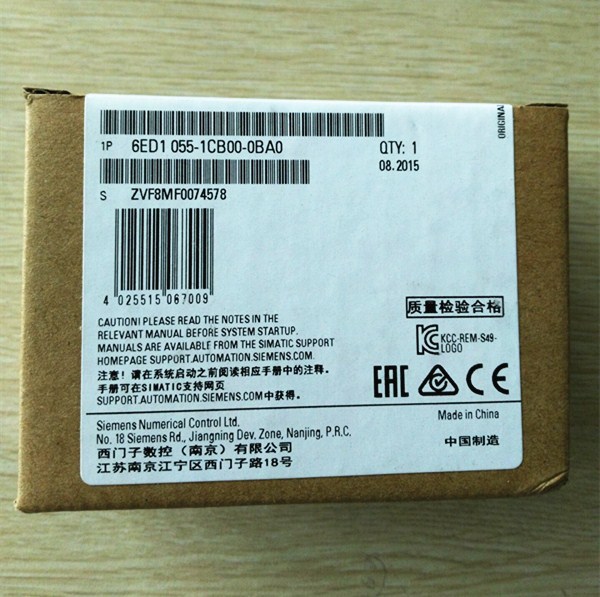 ORIGINA
1P 6ED1 055-1CB00-0BA0 QTY: 1
08.2015
S ZVF8MF0074578
4 025515 067009
CAUTION! PLEASE READ THE NOTES IN THE
RELEVANT MANUAL BEFORE SYSTEM STARTUP.
MANUALS ARE AVAILABLE FROM THE SIMATIC SUPPORT
HOMEPAGE SUPPORT.AUTOMATION.SIEMENS.COM
注意！请在系统启动之前阅读相应手册中的注释。
手册可在SIMATIC支持网页
SUPPORT.AUTOMATION.SIEMENS.COM中获得。
质量检验合格
KCC-REM-S49-
LOGO
EAC CE
Siemens Numerical Control Ltd.
No. 18 Siemens Rd., Jiangning Dev, Zone, Nanjing, P.R.C.
西门子数控（南京）有限公司
江苏南京江宁区西门子路18号
Made in China
中国制造